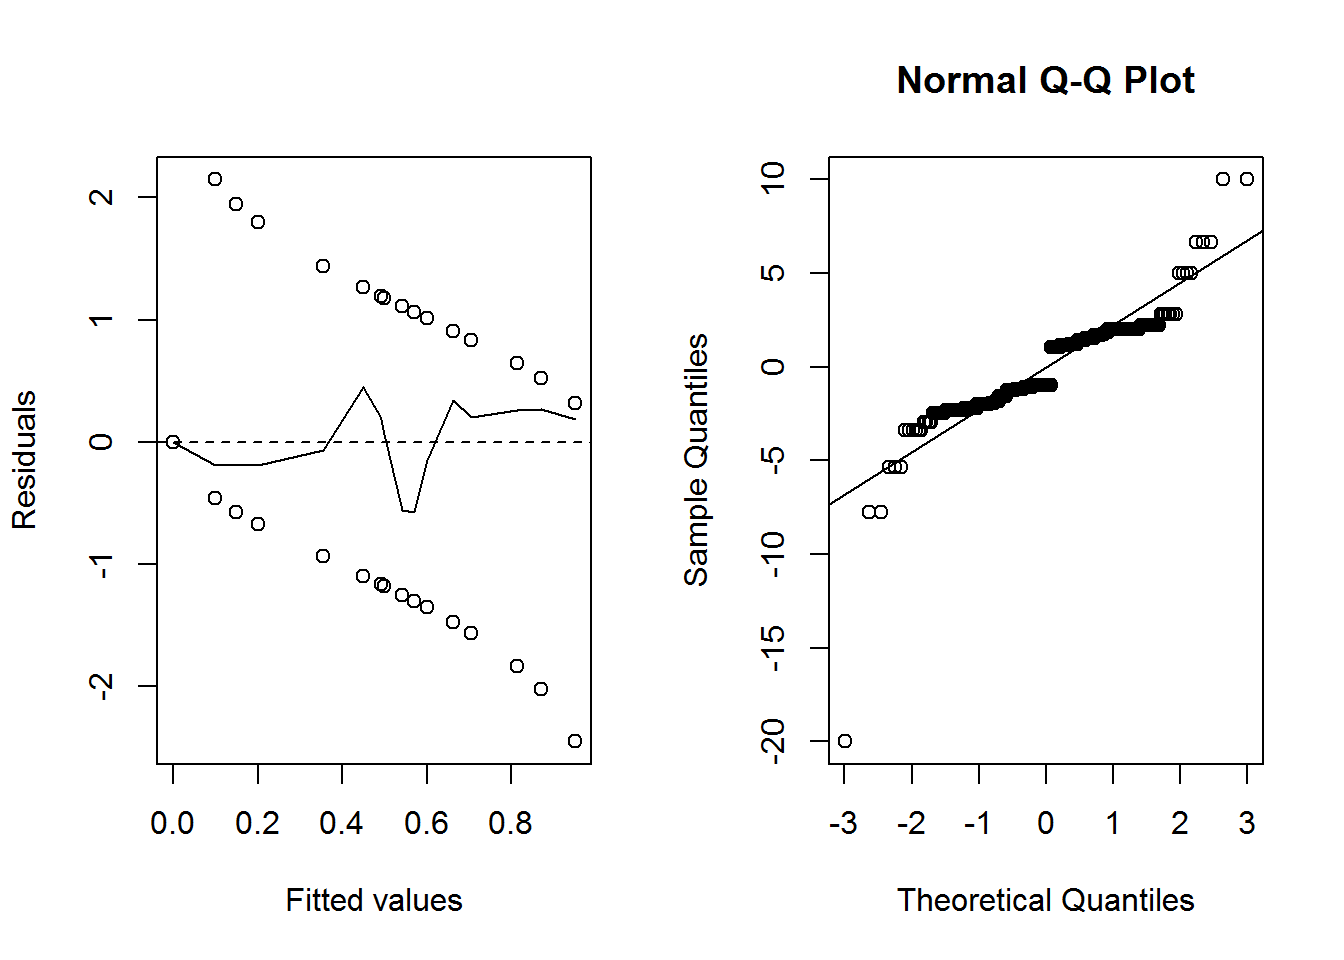 2
1
0
-1
-2
Residuals
0.0 0.2 0.4 0.6 0.8
Fitted values
Normal Q-Q Plot
10
5
0
-5
-10
-15
-20
Sample Quantiles
-3 -2 -1 0 1 2 3
Theoretical Quantiles